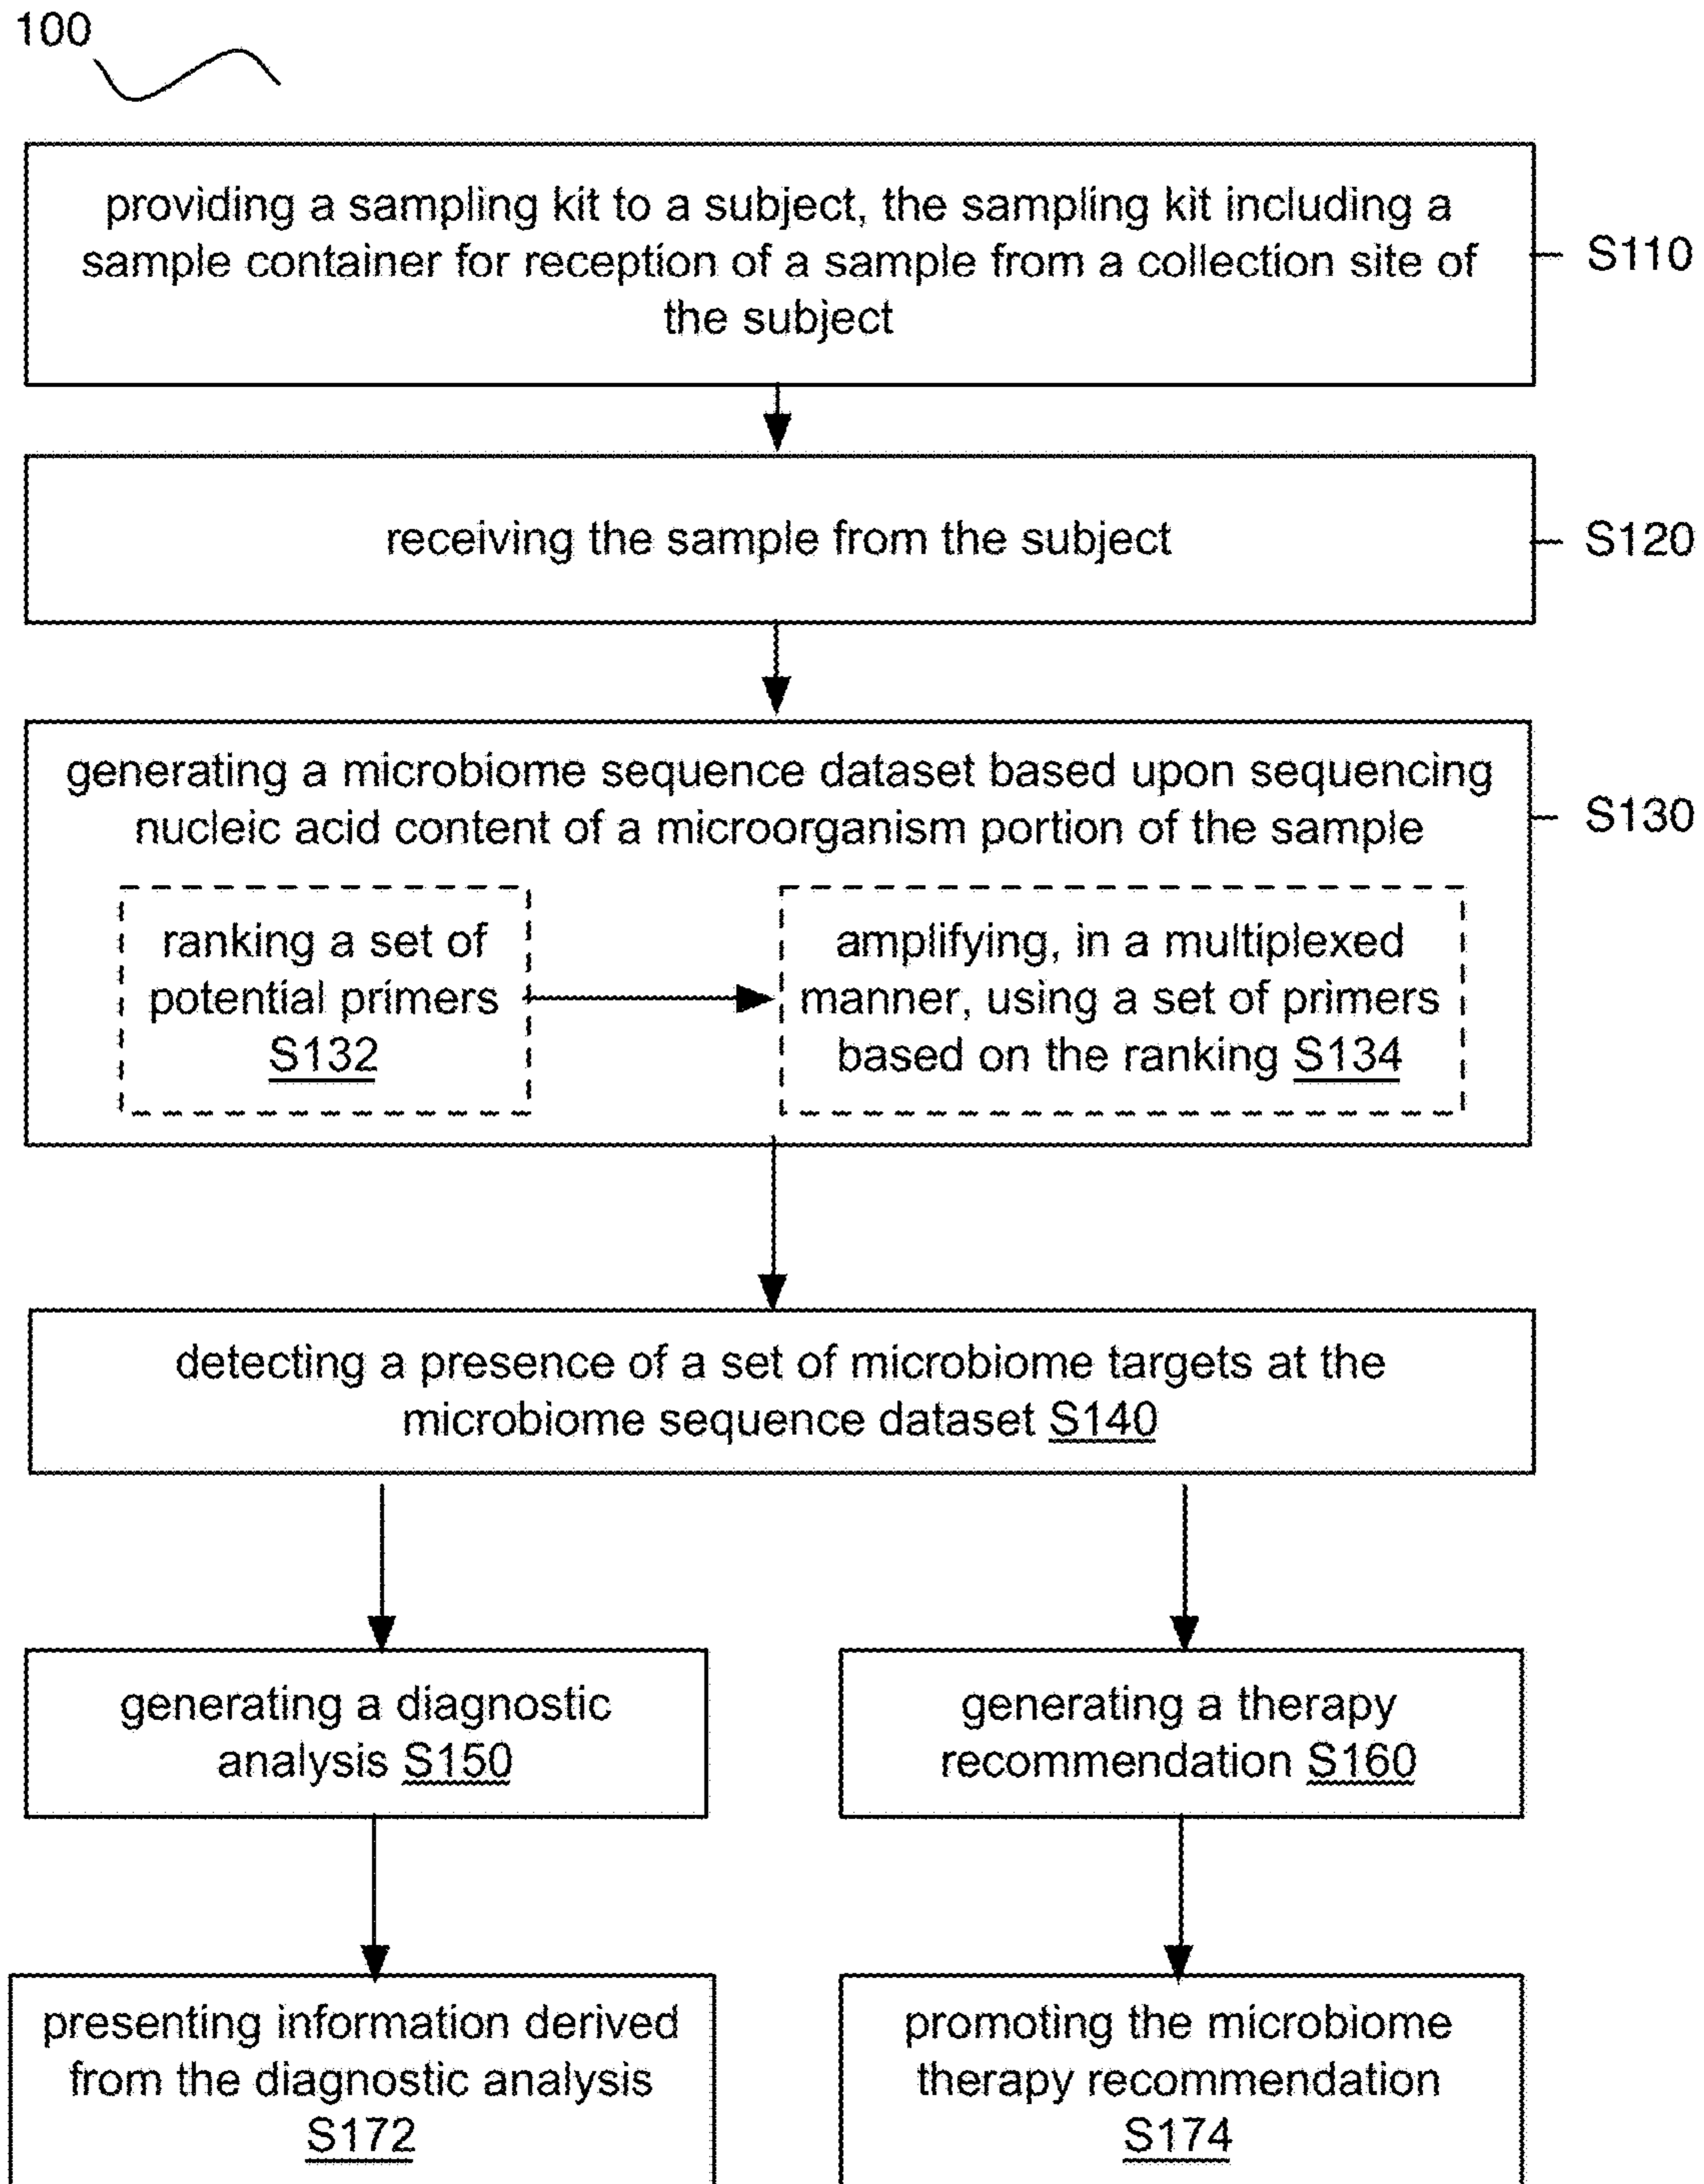 100
providing a sampling kit to a subject, the sampling kit including a
sample container for reception of a sample from a collection site of
the subject
S110
receiving the sample from the subject
S120
generating a microbiome sequence dataset based upon sequencing
nucleic acid content of a microorganism portion of the sample
S130
ranking a set of
potential primers
S132
amplifying, in a multiplexed
manner, using a set of primers
based on the ranking S134
detecting a presence of a set of microbiome targets at the
microbiome sequence dataset S140
generating a diagnostic
analysis S150
generating a therapy
recommendation S160
presenting information derived
from the diagnostic analysis
S172
promoting the microbiome
therapy recommendation
S174